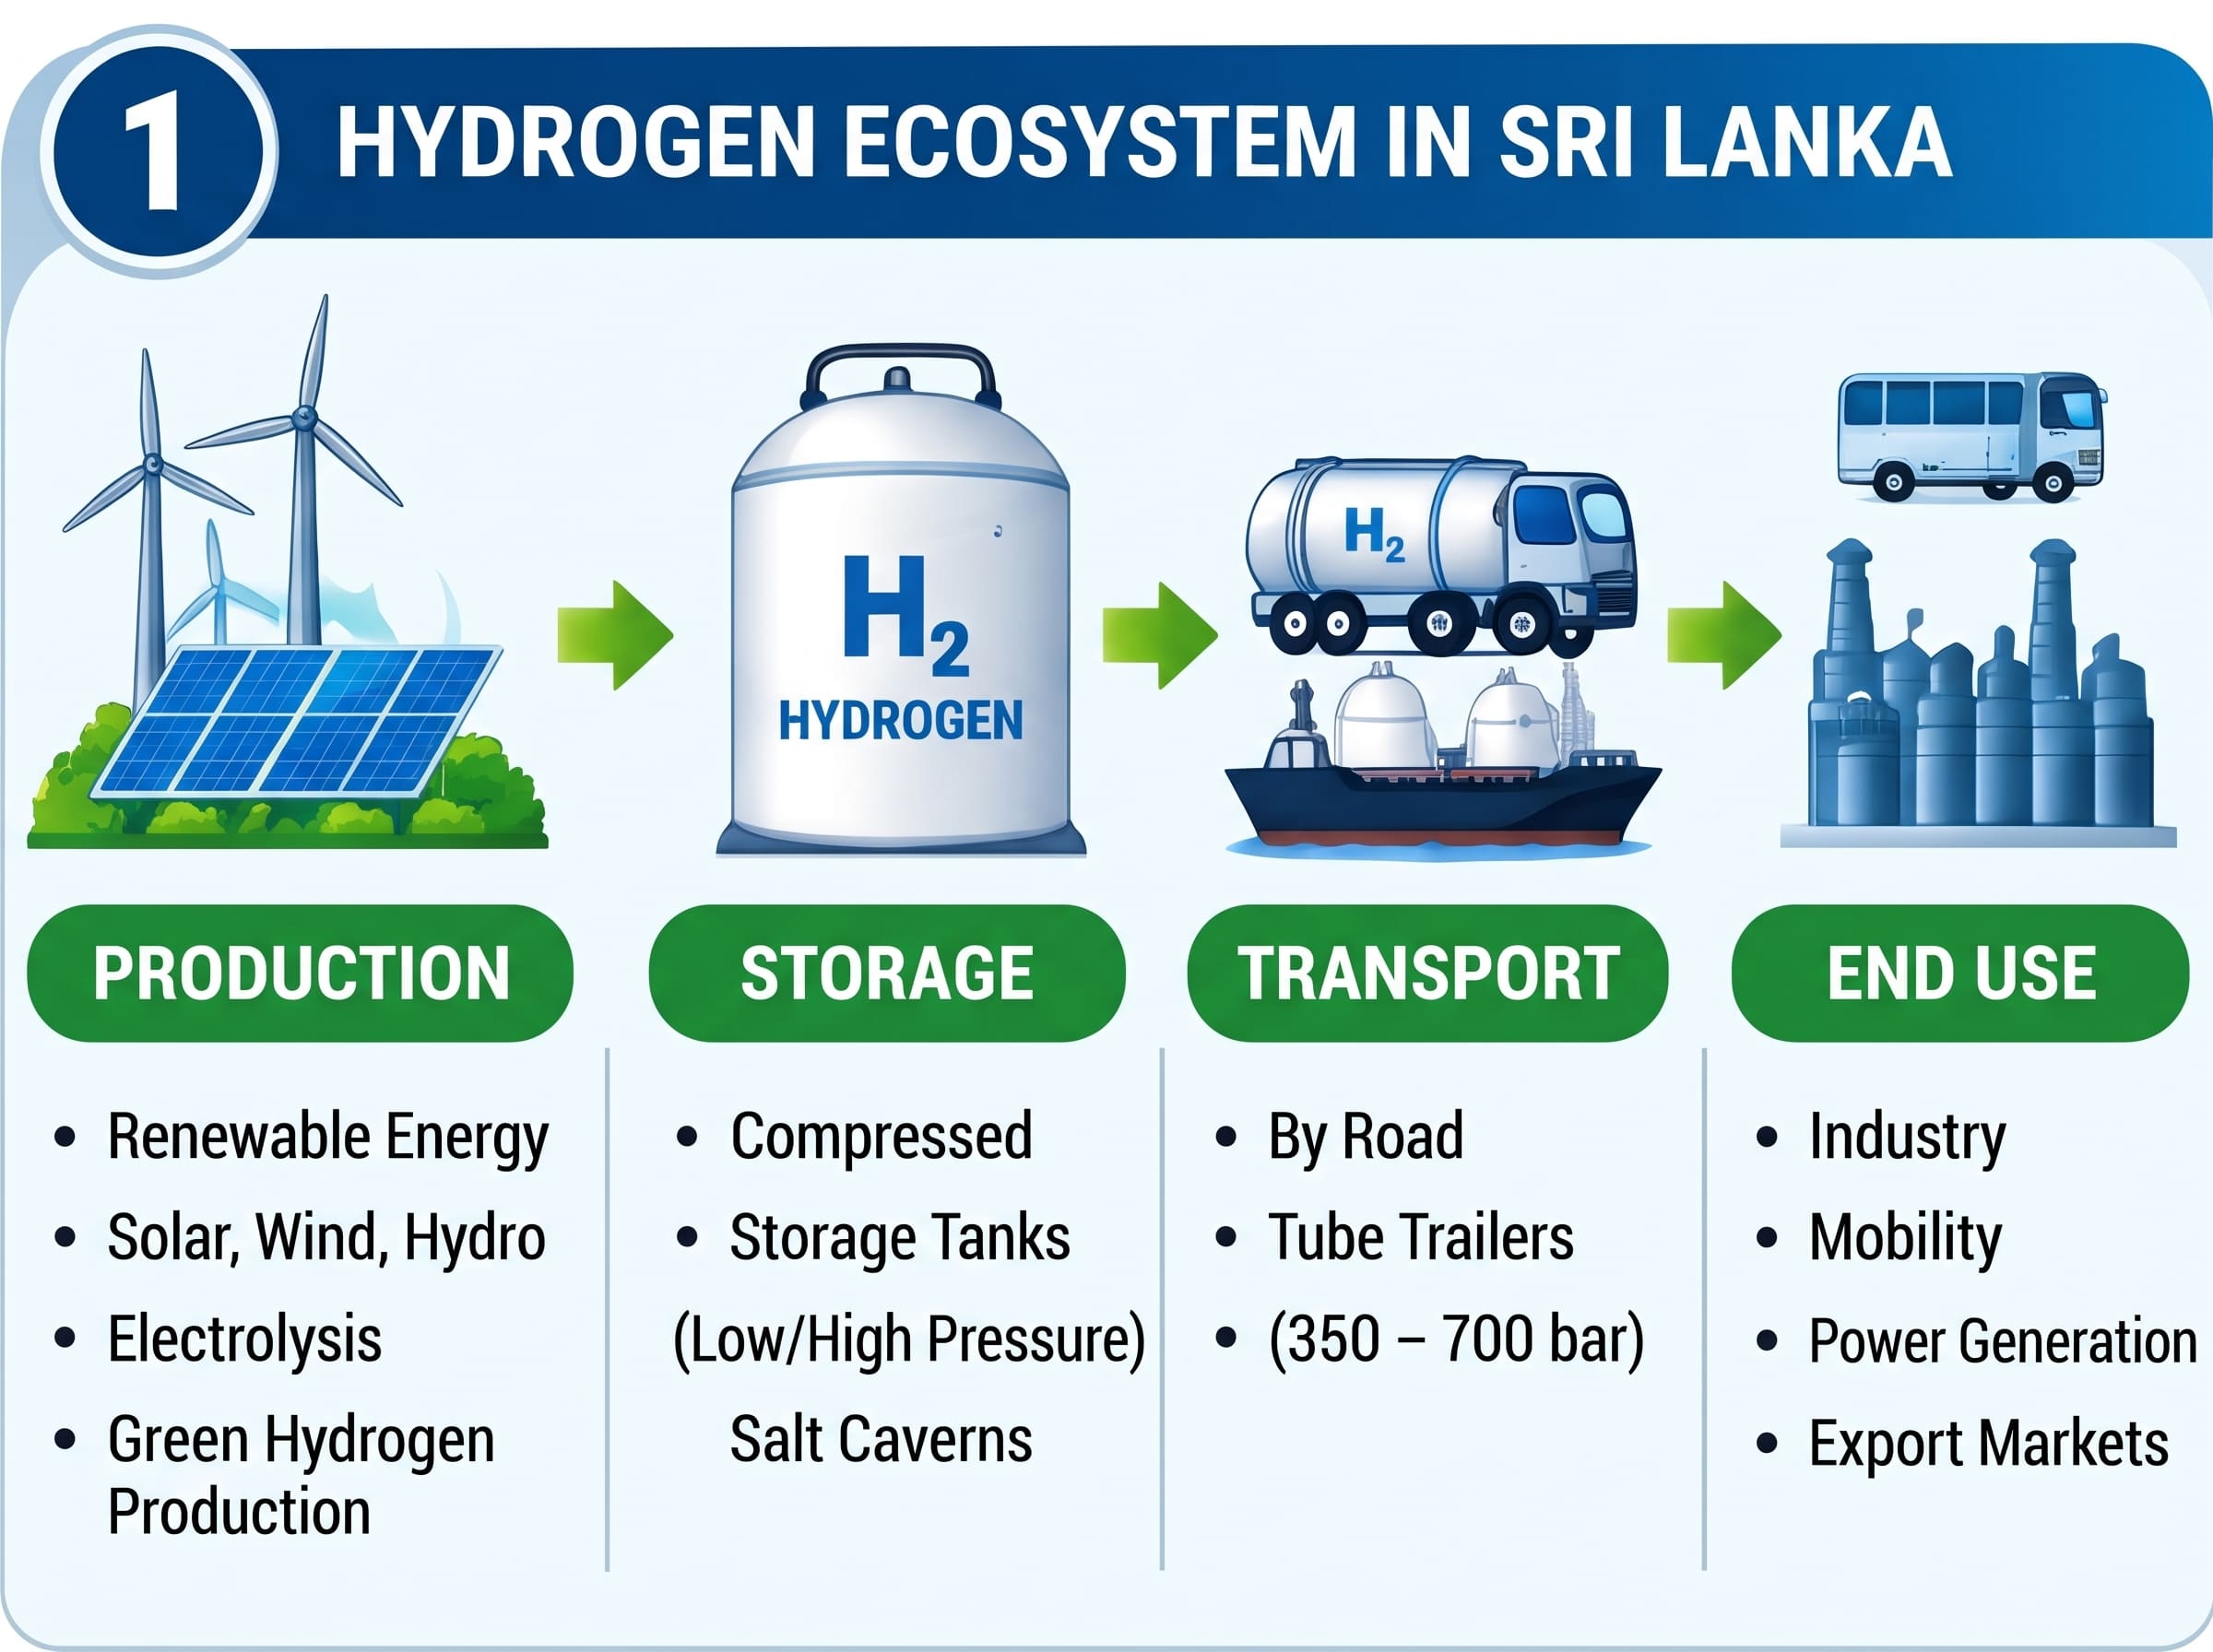 1
HYDROGEN ECOSYSTEM IN SRI LANKA
H₂
HYDROGEN
H₂
PRODUCTION
• Renewable Energy
• Solar, Wind, Hydro
• Electrolysis
• Green Hydrogen
Production
STORAGE
• Compressed
• Storage Tanks
(Low/High Pressure)
Salt Caverns
TRANSPORT
• By Road
• Tube Trailers
• (350 – 700 bar)
END USE
• Industry
• Mobility
• Power Generation
• Export Markets